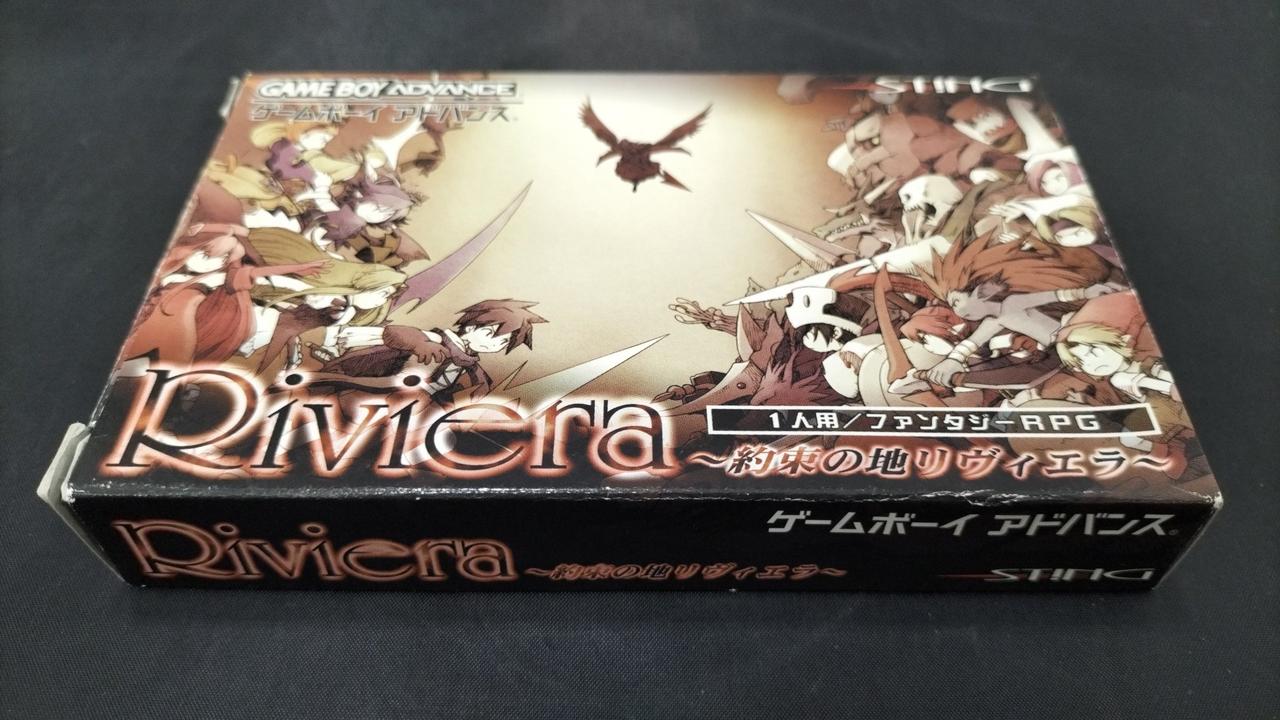 GAME BOY ADVANCE
ゲームボーイ アドバンス
STING
Riviera
1人用/ファンタジーRPG
～約束の地リヴィエラ～
ゲームボーイ アドバンス
Riviera
～約束の地リヴィエラ～
STING